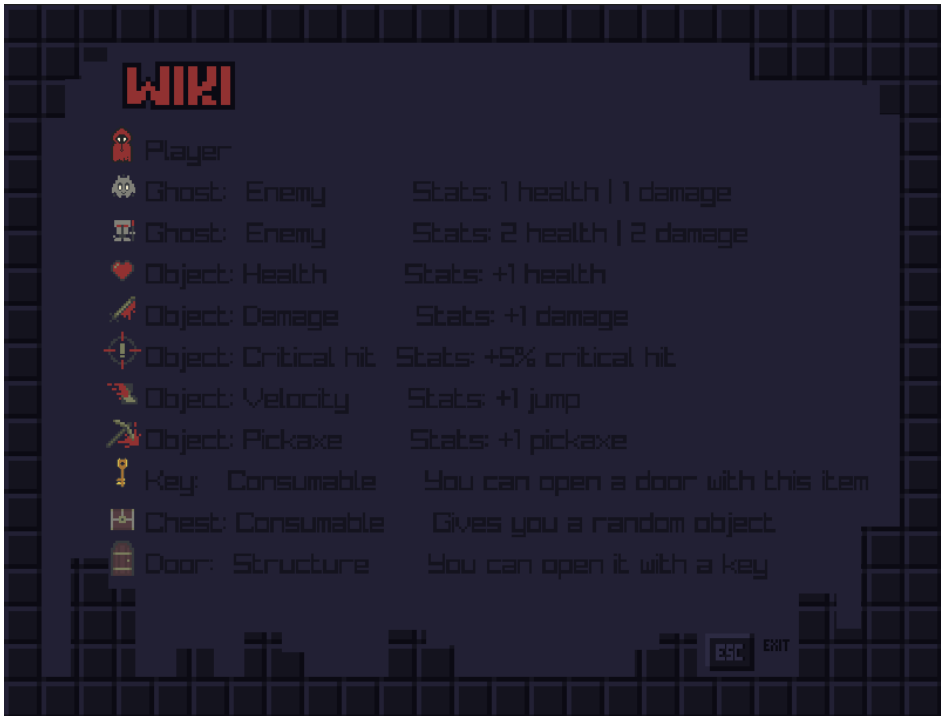 WIKI
Player
Ghost: Enemy Stats: 1 health | 1 damage
Ghost: Enemy Stats: 2 health | 2 damage
Object: Health Stats: +1 health
Object: Damage Stats: +1 damage
Object: Critical hit Stats: +5% critical hit
Object: Velocity Stats: +1 jump
Object: Pickaxe Stats: +1 pickaxe
Key: Consumable You can open a door with this item
Chest: Consumable Gives you a random object
Door: Structure You can open it with a key
ESC EXIT